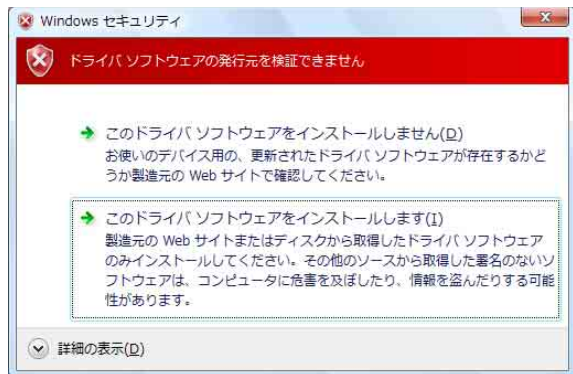 Windows セキュリティ
ドライバ ソフトウェアの発行元を検証できません
このドライバ ソフトウェアをインストールしません(D)
お使いのデバイス用の、更新されたドライバ ソフトウェアが存在するかど
うか製造元の Web サイトで確認してください。
このドライバ ソフトウェアをインストールします(I)
製造元の Web サイトまたはディスクから取得したドライバ ソフトウェア
のみインストールしてください。その他のソースから取得した署名のないソ
フトウェアは、コンピュータに危害を及ぼしたり、情報を盗んだりする可能
性があります。
詳細の表示(D)